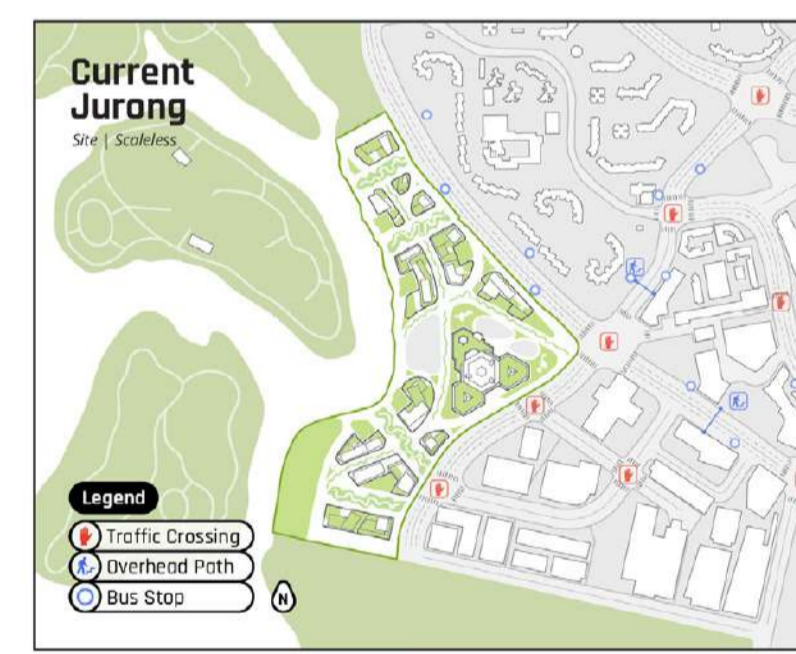 Current
Jurong
Site | Scaleless
Legend
Traffic Crossing
Overhead Path
Bus Stop
N